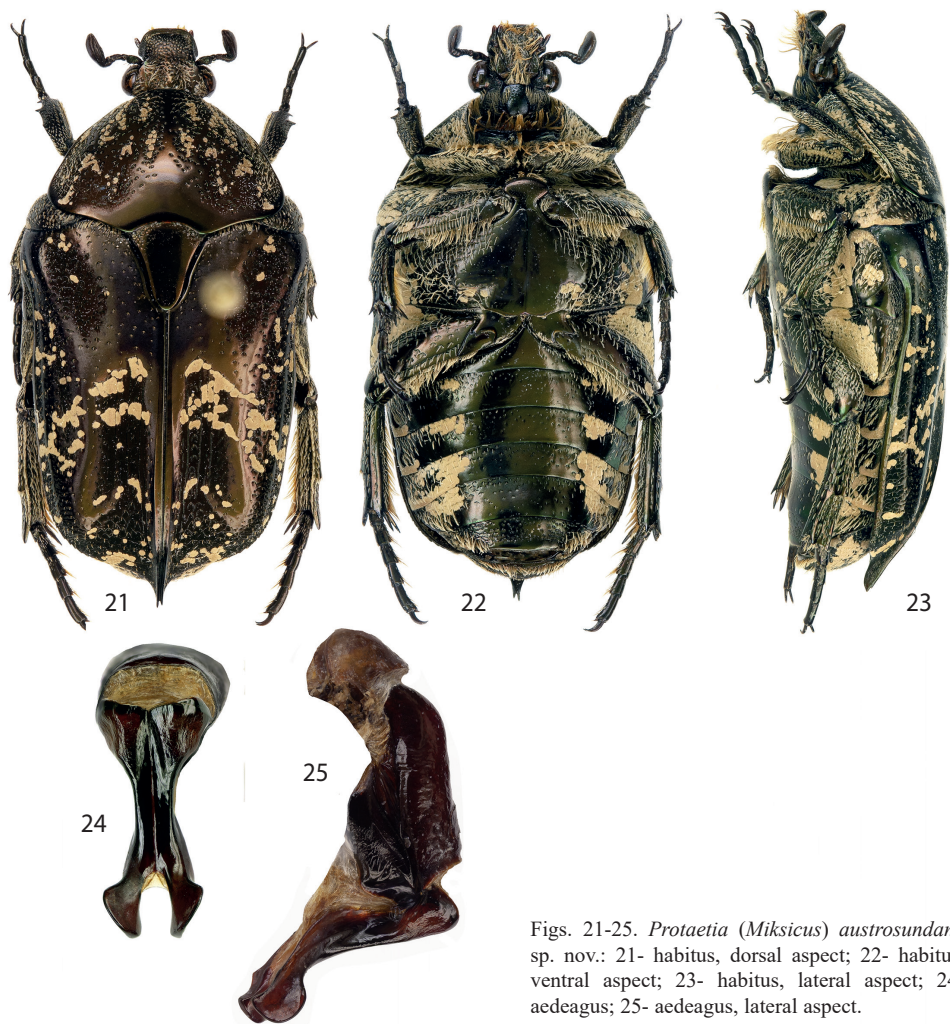 21
22
23
24
25
Figs. 21-25. Protaetia (Miksicus) austrosundan
sp. nov.: 21- habitus, dorsal aspect; 22- habitu
ventral aspect; 23- habitus, lateral aspect; 24
aedeagus; 25- aedeagus, lateral aspect.